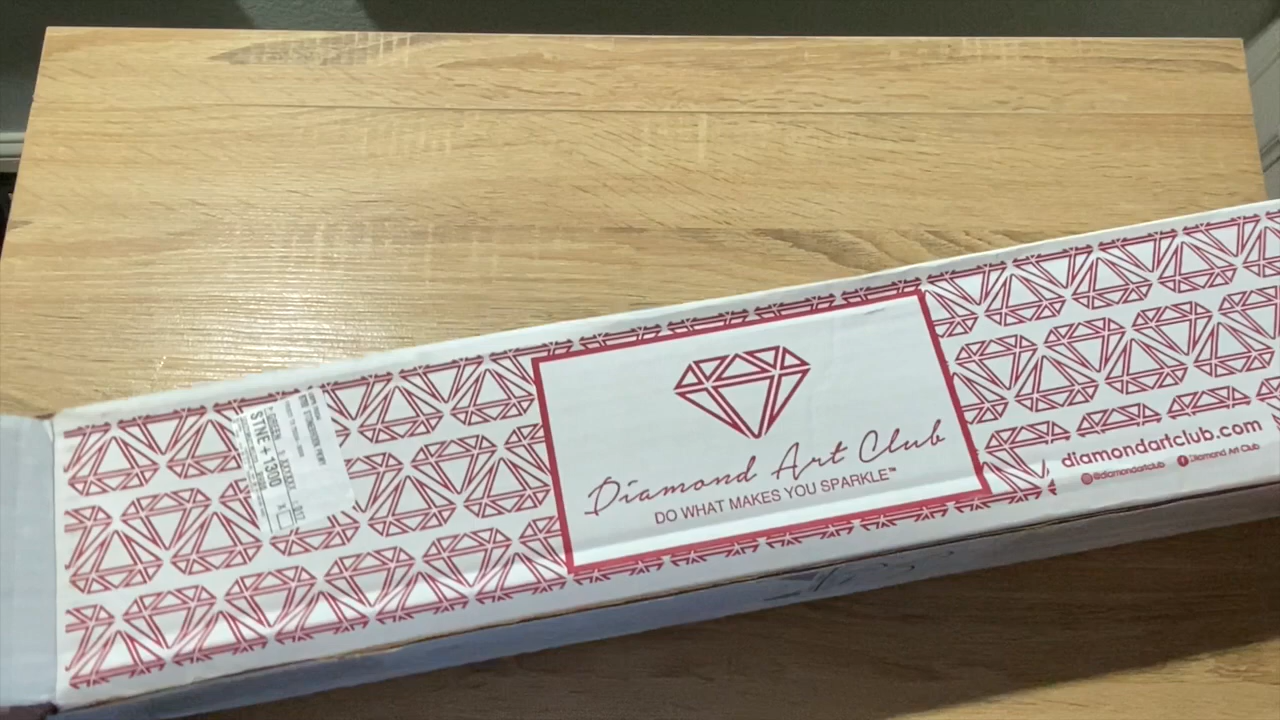 STNE+1300
Diamond Art Club
DO WHAT MAKES YOU SPARKLE™
diamondartclub.com
@diamondartclub
Diamond Art Club